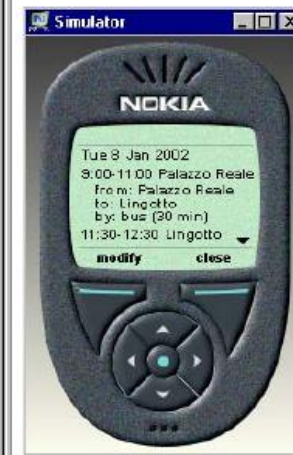 Simulator
NOKIA
Tue 8 Jan 2002
9:00-11:00 Palazzo Reale
from: Palazzo Reale
to: Lingotto
by: bus (30 min)
11:30-12:30 Lingotto
modify
close